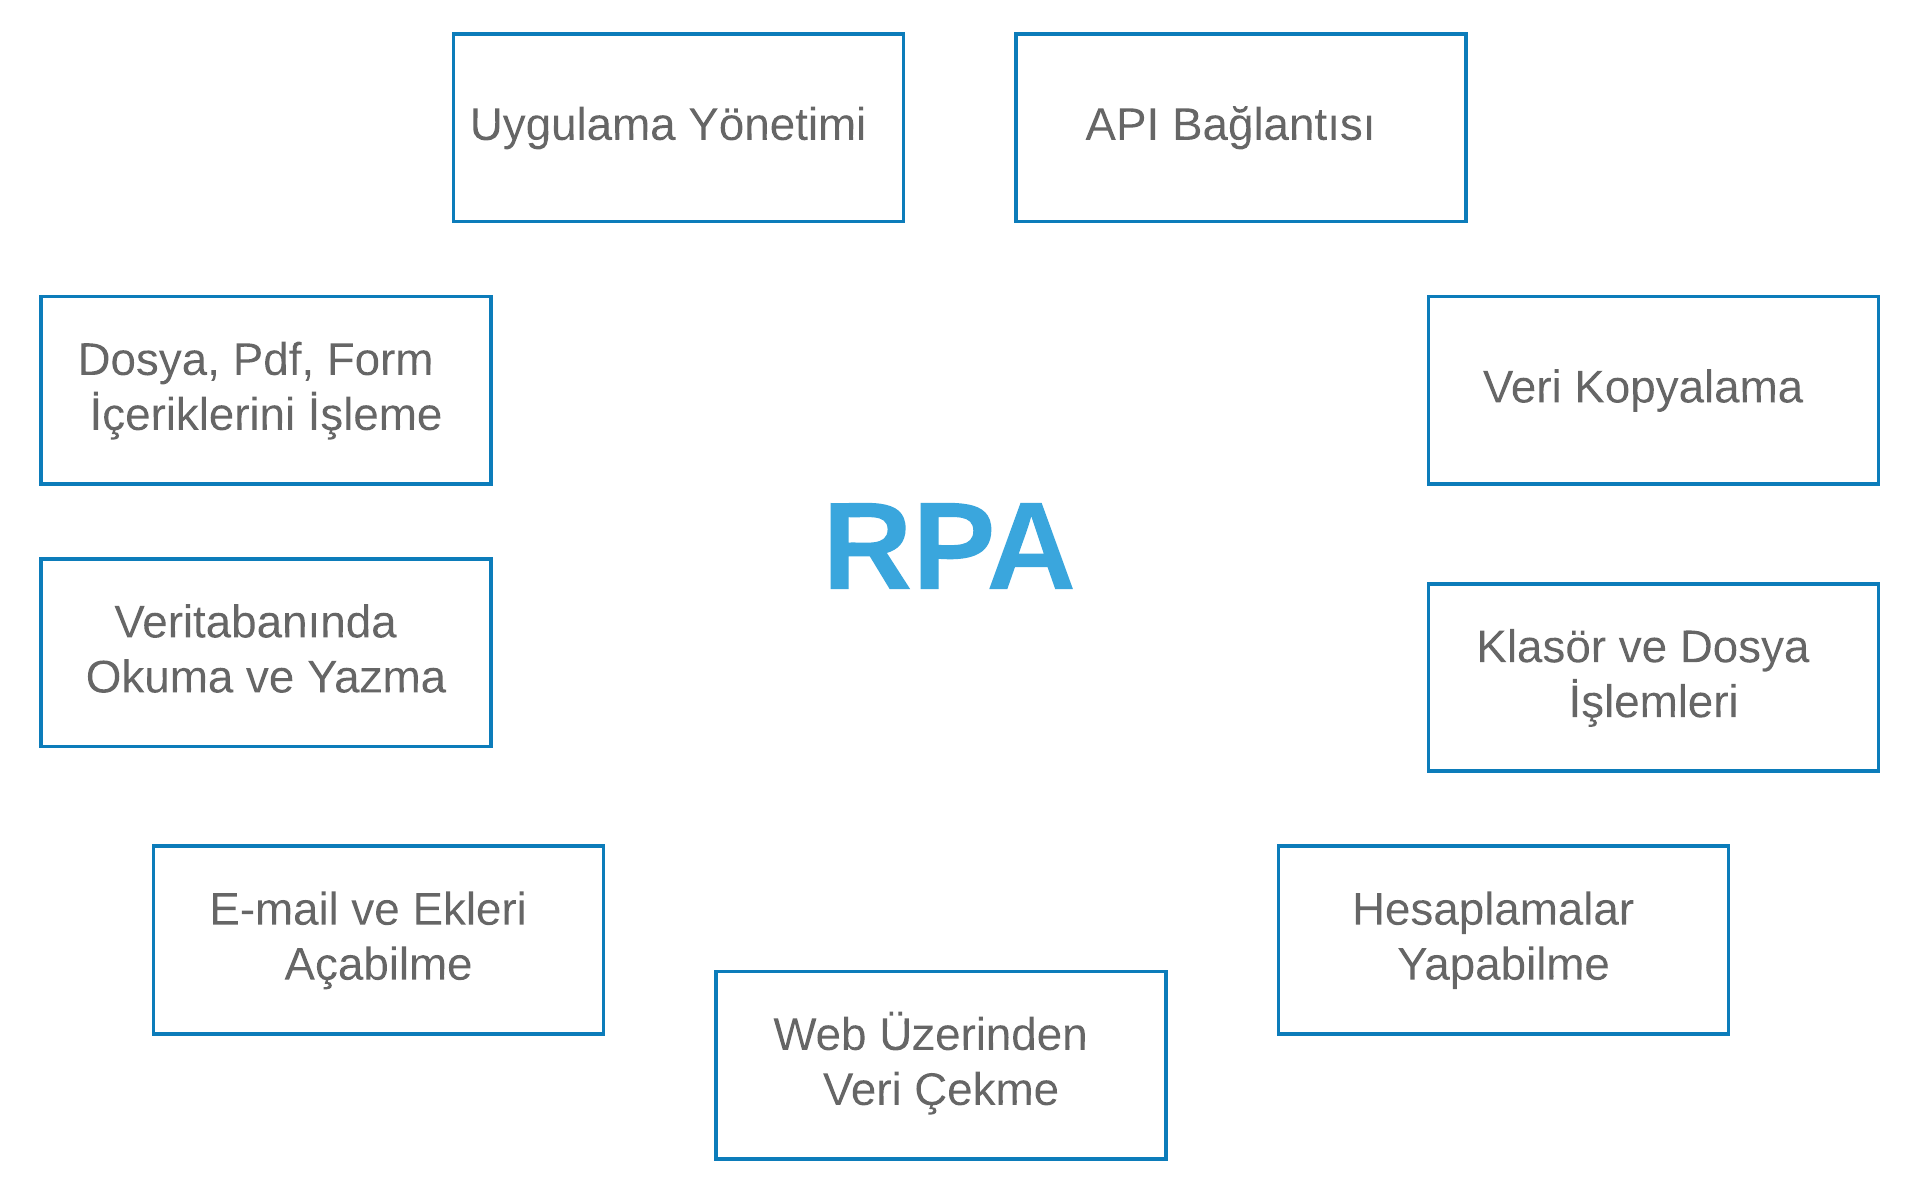 Uygulama Yönetimi
API Bağlantısı
Dosya, Pdf, Form
İçeriklerini İşleme
Veri Kopyalama
RPA
Veritabanında
Okuma ve Yazma
Klasör ve Dosya
İşlemleri
E-mail ve Ekleri
Açabilme
Hesaplamalar
Yapabilme
Web Üzerinden
Veri Çekme